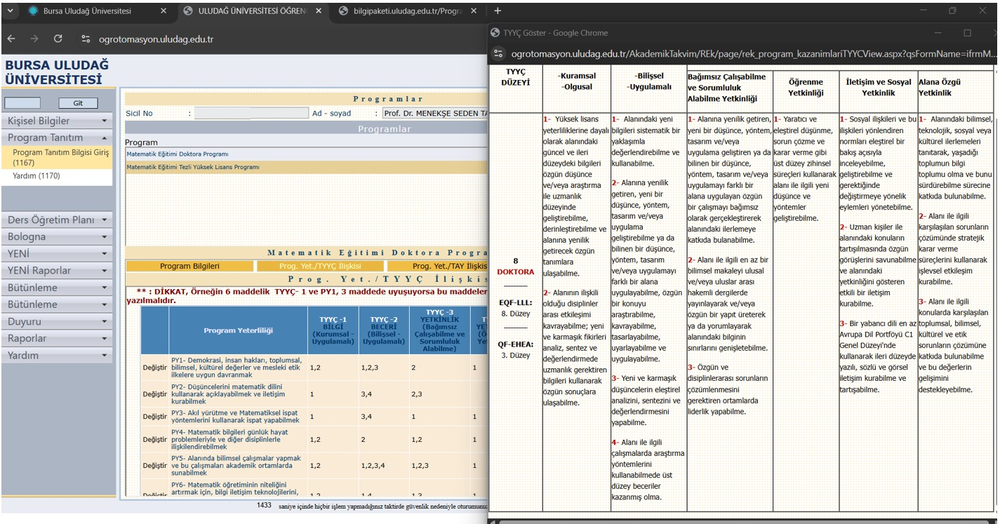 Bursa Uludağ Üniversitesi
ULUDAĞ ÜNİVERSİTESİ ÖĞREN
bilgipaketi.uludag.edu.tr/Progra
ogrotomasyon.uludag.edu.tr
BURSA ULUDAĞ
ÜNİVERSİTESİ
Git
Kişisel Bilgiler
Program Tanıtım
Program Tanıtım Bilgisi Giriş
(1167)
Yardım (1170)
Ders Öğretim Planı
Bologna
YENİ
YENİ Raporlar
Bütünleme
Bütünleme
Duyuru
Raporlar
Yardım
Programlar
Sicil No :
Ad - soyad : Prof. Dr. MENEKŞE SEDEN TA
Programlar
Program
Matematik Eğitimi Doktora Programı
Matematik Eğitimi Tezli Yüksek Lisans Programı
Matematik Eğitimi Doktora Progra
Program Bilgileri
Prog. Yet./TYYÇ İlişkisi
Prog. Yet./TAY İlişkis
Prog. Yet./TYYÇ İlişkis
** : DİKKAT, Örneğin 6 maddelik TYYÇ- 1 ve PY1, 3 maddede uyuşuyorsa bu maddeler
yazılmalıdır.
Program Yeterliliği
TYYÇ -1
BİLGİ
(Kurumsal -
Uygulamalı)
TYYÇ -2
BECERİ
(Bilişsel -
Uygulamalı)
TYYÇ -3
YETKİNLİK
(Bağımsız
Çalışabilme ve
Sorumluluk
Alabilme)
Değiştir
PY1- Demokrasi, insan hakları, toplumsal,
bilimsel, kültürel değerler ve mesleki etik
ilkelere uygun davranmak
1,2
1,2,3
2
1
Değiştir
PY2- Düşüncelerini matematik dilini
kullanarak açıklayabilmek ve iletişim
kurabilmek
1
3,4
2,3
Değiştir
PY3- Akıl yürütme ve Matematiksel ispat
yöntemlerini kullanarak ispat yapabilmek
1
3,4
1
1
Değiştir
PY4- Matematik bilgileri günlük hayat
problemleriyle ve diğer disiplinlerle
ilişkilendirebilmek
1,2
2
1,2
1
Değiştir
PY5- Alanında bilimsel çalışmalar yapmak
ve bu çalışmaları akademik ortamlarda
sunabilmek
1,2
1,2,3,4
1,2,3
1
Değiştir
PY6- Matematik öğretiminin niteliğini
artırmak için, bilgi iletişim teknolojilerini,
1,2
1,4
1,3
1
1433 saniye içinde hiçbir işlem yapmadığınız taktirde güvenlik nedeniyle oturumunuz
TYYÇ Göster - Google Chrome
ogrotomasyon.uludag.edu.tr/AkademikTakvim/REk/page/rek_program_kazanimlariTYYCView.aspx?qsFormName=ifrmM...
TYYÇ
DÜZEYİ
-Kuramsal
-Olgusal
-Bilişsel
-Uygulamalı
Bağımsız Çalışabilme
ve Sorumluluk
Alabilme Yetkinliği
Öğrenme
Yetkinliği
İletişim ve Sosyal
Yetkinlik
Alana Özgü
Yetkinlik
8
DOKTORA
EQF-LLL:
8. Düzey
QF-EHEA:
3. Düzey
1- Yüksek lisans
yeterliliklerine dayalı
olarak alanındaki
güncel ve ileri
düzeydeki bilgileri
özgün düşünce
ve/veya araştırma
ile uzmanlık
düzeyinde
geliştirebilme,
derinleştirebilme ve
alanına yenilik
getirecek özgün
tanımlara
ulaşabilme.
2- Alanının ilişkili
olduğu disiplinler
arası etkileşimi
kavrayabilme; yeni
ve karmaşık fikirleri
analiz, sentez ve
değerlendirmede
uzmanlık gerektiren
bilgileri kullanarak
özgün sonuçlara
ulaşabilme.
1- Alanındaki yeni
bilgileri sistematik bir
yaklaşımla
değerlendirebilme ve
kullanabilme.
2- Alanına yenilik
getiren, yeni bir
düşünce, yöntem,
tasarım ve/veya
uygulama
geliştirebilme ya da
bilinen bir düşünce,
yöntem, tasarım
ve/veya uygulamayı
farklı bir alana
uygulayabilme, özgün
bir konuyu
araştırabilme,
kavrayabilme,
tasarlayabilme,
uyarlayabilme ve
uygulayabilme.
3- Yeni ve karmaşık
düşüncelerin eleştirel
analizini, sentezini ve
değerlendirmesini
yapabilme.
4- Alanı ile ilgili
çalışmalarda araştırma
yöntemlerini
kullanabilmede üst
düzey beceriler
kazanmış olma.
1- Alanına yenilik getiren,
yeni bir düşünce, yöntem,
tasarım ve/veya
uygulama geliştiren ya da
bilinen bir düşünce,
yöntem, tasarım ve/veya
uygulamayı farklı bir
alana uygulayan özgün
bir çalışmayı bağımsız
olarak gerçekleştirerek
alanındaki ilerlemeye
katkıda bulanabilme.
2- Alanı ile ilgili en az bir
bilimsel makaleyi ulusal
ve/veya uluslar arası
hakemli dergilerde
yayınlayarak ve/veya
özgün bir yapıt üreterek
ya da yorumlayarak
alanındaki bilginin
sınırlarını genişletebilme.
3- Özgün ve
disiplinlerarası sorunların
çözümlenmesini
gerektiren ortamlarda
liderlik yapabilme.
1- Yaratıcı ve
eleştirel düşünme,
sorun çözme ve
karar verme gibi
üst düzey zihinsel
süreçleri kullanarak
alanı ile ilgili yeni
düşünce ve
yöntemler
geliştirebilme.
1- Sosyal ilişkileri ve bu
ilişkileri yönlendiren
normları eleştirel bir
bakış açısıyla
inceleyebilme,
geliştirebilme ve
gerektiğinde
değiştirmeye yönelik
eylemleri yönetebilme.
2- Uzman kişiler ile
alanındaki konuların
tartışılmasında özgün
görüşlerini savunabilme
ve alanındaki
yetkinliğini gösteren
etkili bir iletişim
kurabilme.
3- Bir yabancı dili en az
Avrupa Dil Portföyü C1
Genel Düzeyi'nde
kullanarak ileri düzeyde
yazılı, sözlü ve görsel
iletişim kurabilme ve
tartışabilme.
1- Alanındaki bilimsel,
teknolojik, sosyal veya
kültürel ilerlemeleri
tanıtarak, yaşadığı
toplumun bilgi
toplumu olma ve bunu
sürdürebilme sürecine
katkıda bulunabilme.
2- Alanı ile ilgili
karşılaşılan sorunların
çözümünde stratejik
karar verme
süreçlerini kullanarak
işlevsel etkileşim
kurabilme.
3- Alanı ile ilgili
konularda karşılaşılan
toplumsal, bilimsel,
kültürel ve etik
sorunların çözümüne
katkıda bulunabilme
ve bu değerlerin
gelişimini
destekleyebilme.